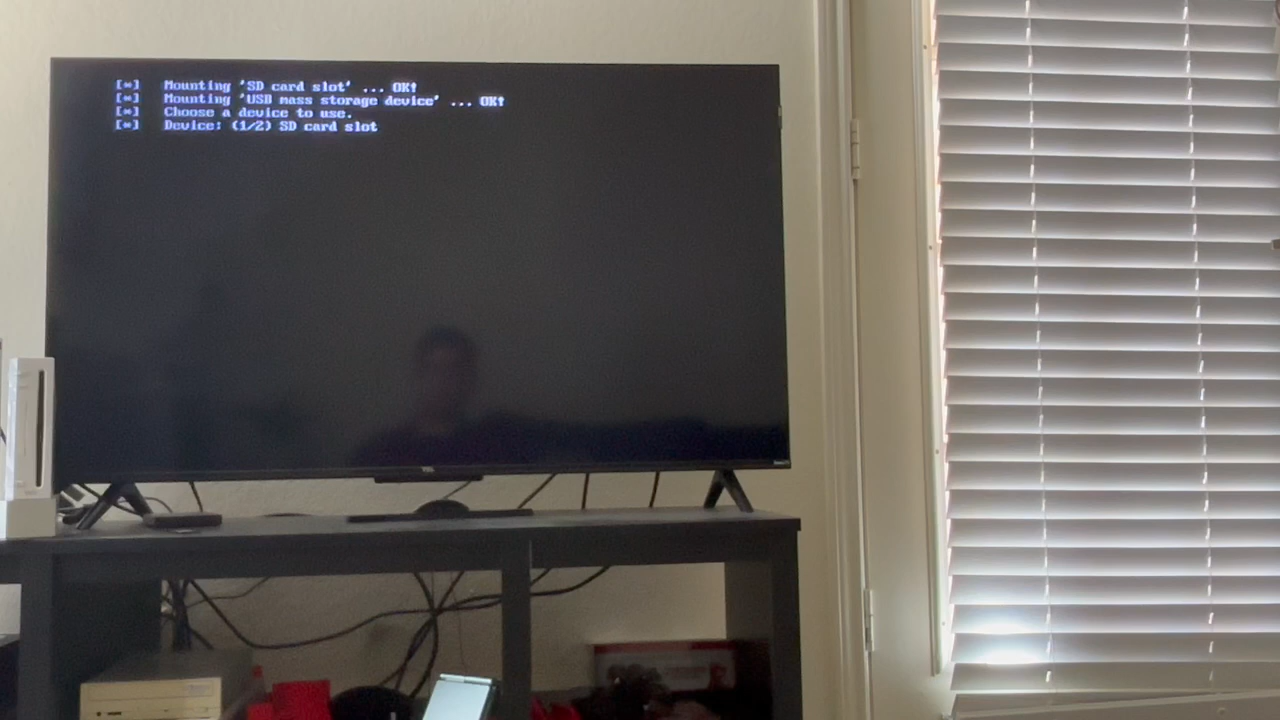 [*] Mounting 'SD card slot' ... OK!
[*] Mounting 'USB mass storage device' ... OK!
[*] Choose a device to use.
[*] Device: (1/2) SD card slot